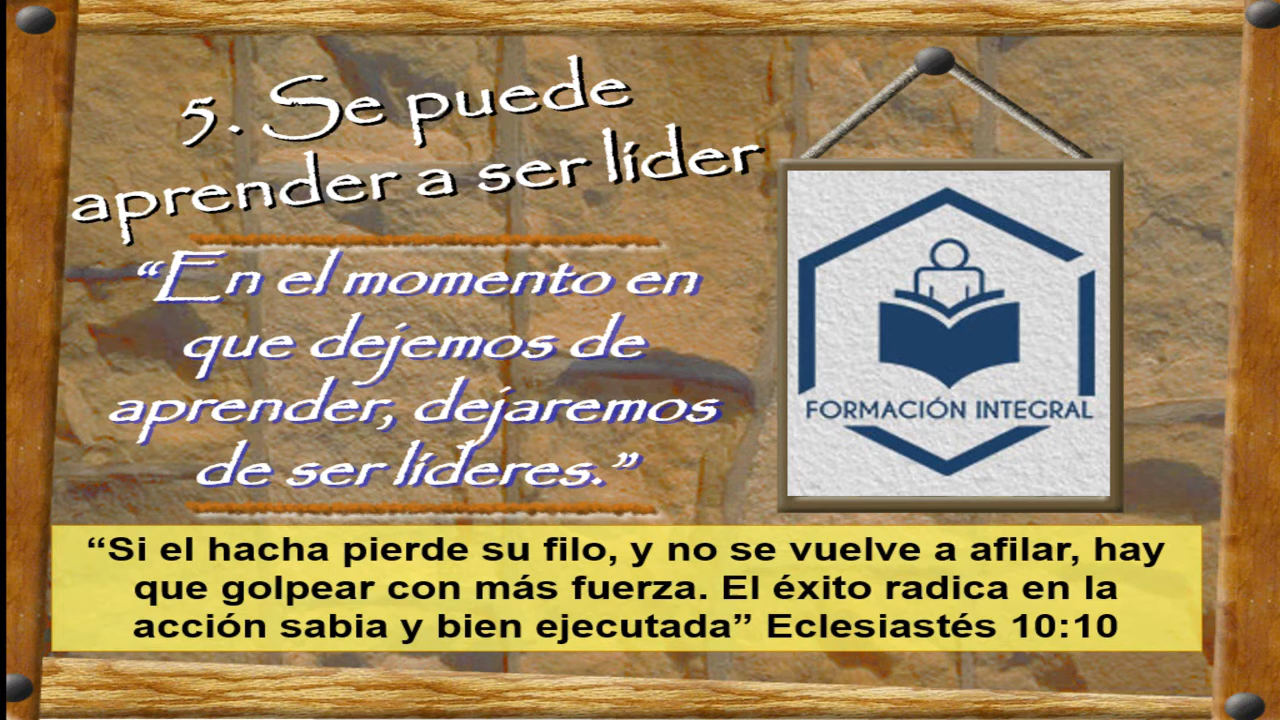 5. Se puede
aprender a ser líder
“En el momento en
que dejemos de
aprender, dejaremos
de ser líderes.”
FORMACIÓN INTEGRAL
“Si el hacha pierde su filo, y no se vuelve a afilar, hay
que golpear con más fuerza. El éxito radica en la
acción sabia y bien ejecutada” Eclesiastés 10:10